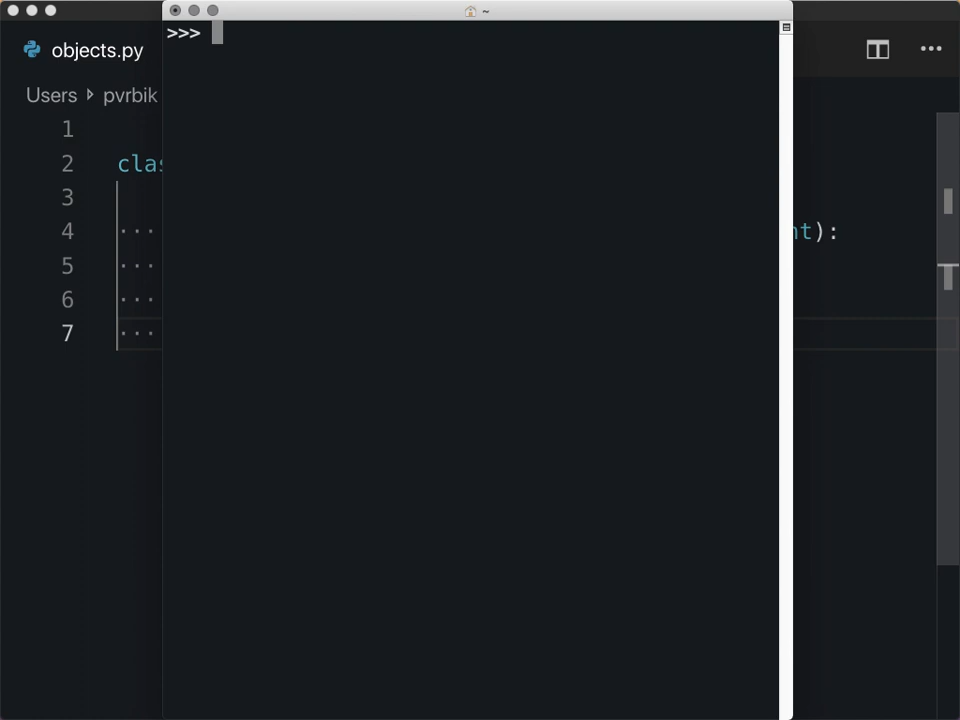 ~
>>>
objects.py
Users pvrbik
1
2 clas
3
4 ··· nt):
5 ···
6 ···
7 ···